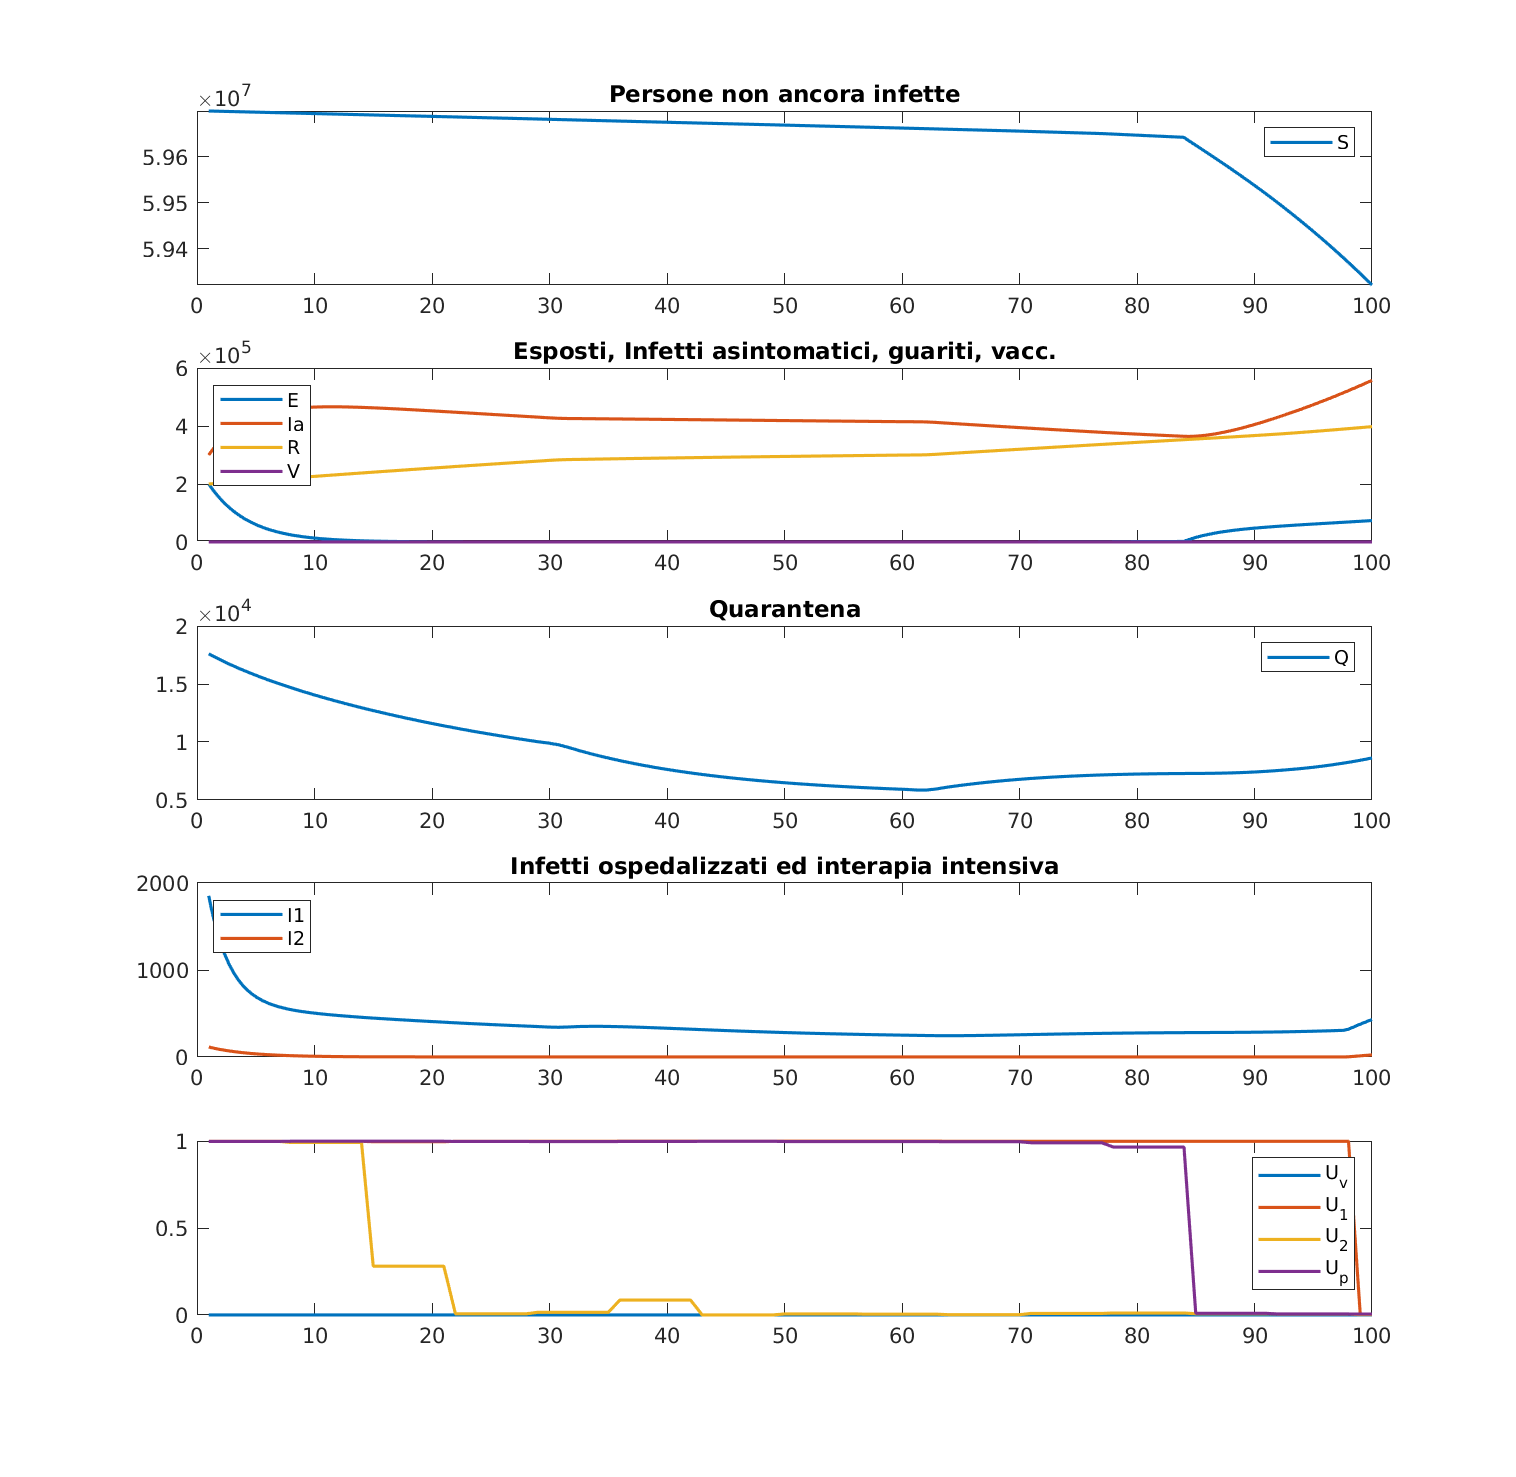 Persone non ancora infette
×10^7
5.96
5.95
5.94
S
0 10 20 30 40 50 60 70 80 90 100
Esposti, Infetti asintomatici, guariti, vacc.
×10^5
6
4
2
0
E
Ia
R
V
0 10 20 30 40 50 60 70 80 90 100
Quarantena
×10^4
2
1.5
1
0.5
Q
0 10 20 30 40 50 60 70 80 90 100
Infetti ospedalizzati ed interapia intensiva
2000
1000
0
I1
I2
0 10 20 30 40 50 60 70 80 90 100
1
0.5
0
U_v
U_1
U_2
U_p
0 10 20 30 40 50 60 70 80 90 100